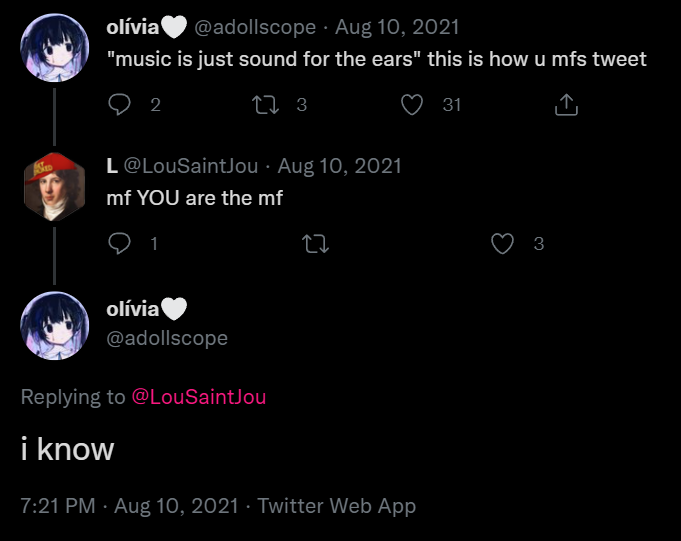 olívia🤍 @adollscope · Aug 10, 2021
"music is just sound for the ears" this is how u mfs tweet
2 3 31
L @LouSaintJou · Aug 10, 2021
mf YOU are the mf
1 3
olívia🤍
@adollscope
Replying to @LouSaintJou
i know
7:21 PM · Aug 10, 2021 · Twitter Web App